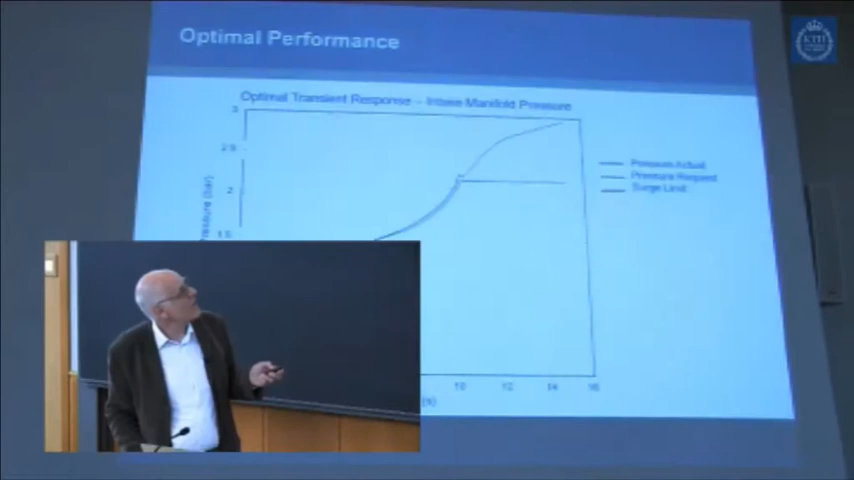 Optimal Performance
KTH
Optimal Transient Response – Intake Manifold Pressure
3
2.5
2
1.5
Pressure Actual
Pressure Request
Surge Limit
10
12
14
16
(s)